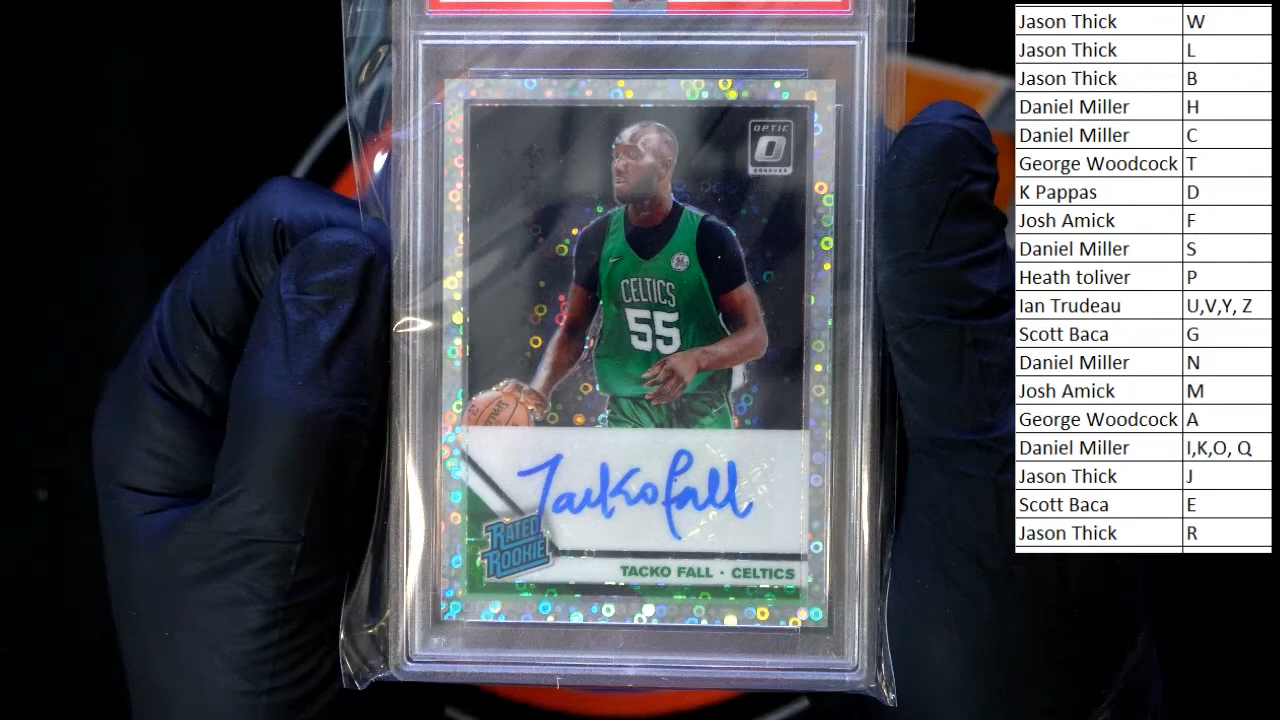 OPTIC
DONRUSS
CELTICS
55
Tacko Fall
RATED
ROOKIE
TACKO FALL · CELTICS
Jason Thick W
Jason Thick L
Jason Thick B
Daniel Miller H
Daniel Miller C
George Woodcock T
K Pappas D
Josh Amick F
Daniel Miller S
Heath toliver P
Ian Trudeau U,V,Y, Z
Scott Baca G
Daniel Miller N
Josh Amick M
George Woodcock A
Daniel Miller I,K,O, Q
Jason Thick J
Scott Baca E
Jason Thick R